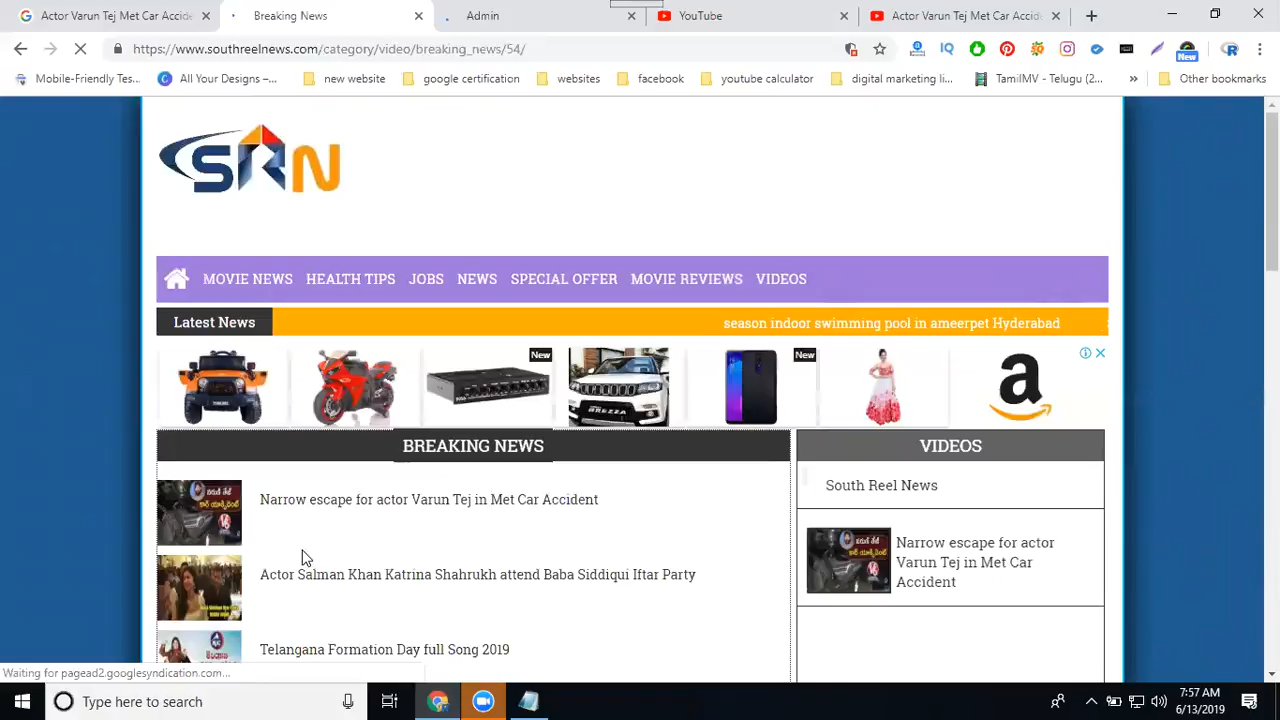 Actor Varun Tej Met Car Accide
Breaking News
Admin
YouTube
Actor Varun Tej Met Car Accid
https://www.southreelnews.com/category/video/breaking_news/54/
New
Mobile-Friendly Tes...
All Your Designs –...
new website
google certification
websites
facebook
youtube calculator
digital marketing li...
TamilMV - Telugu (2...
Other bookmarks
SRN
MOVIE NEWS HEALTH TIPS JOBS NEWS SPECIAL OFFER MOVIE REVIEWS VIDEOS
Latest News
season indoor swimming pool in ameerpet Hyderabad
New
BREZZA
New
a
BREAKING NEWS
VIDEOS
South Reel News
Narrow escape for actor Varun Tej in Met Car Accident
Narrow escape for actor
Varun Tej in Met Car
Accident
Actor Salman Khan Katrina Shahrukh attend Baba Siddiqui Iftar Party
Telangana Formation Day full Song 2019
Waiting for pagead2.googlesyndication.com...
Type here to search
7:57 AM
6/13/2019